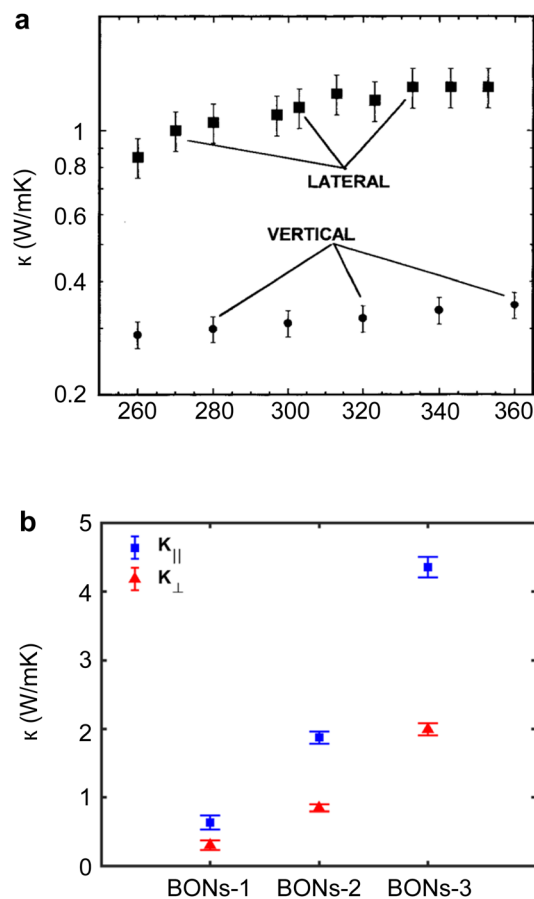 a
κ (W/mK)
1
0.8
0.6
0.4
0.2
LATERAL
VERTICAL
260 280 300 320 340 360
b
κ (W/mK)
5
4
3
2
1
0
K||
K⊥
BONs-1 BONs-2 BONs-3